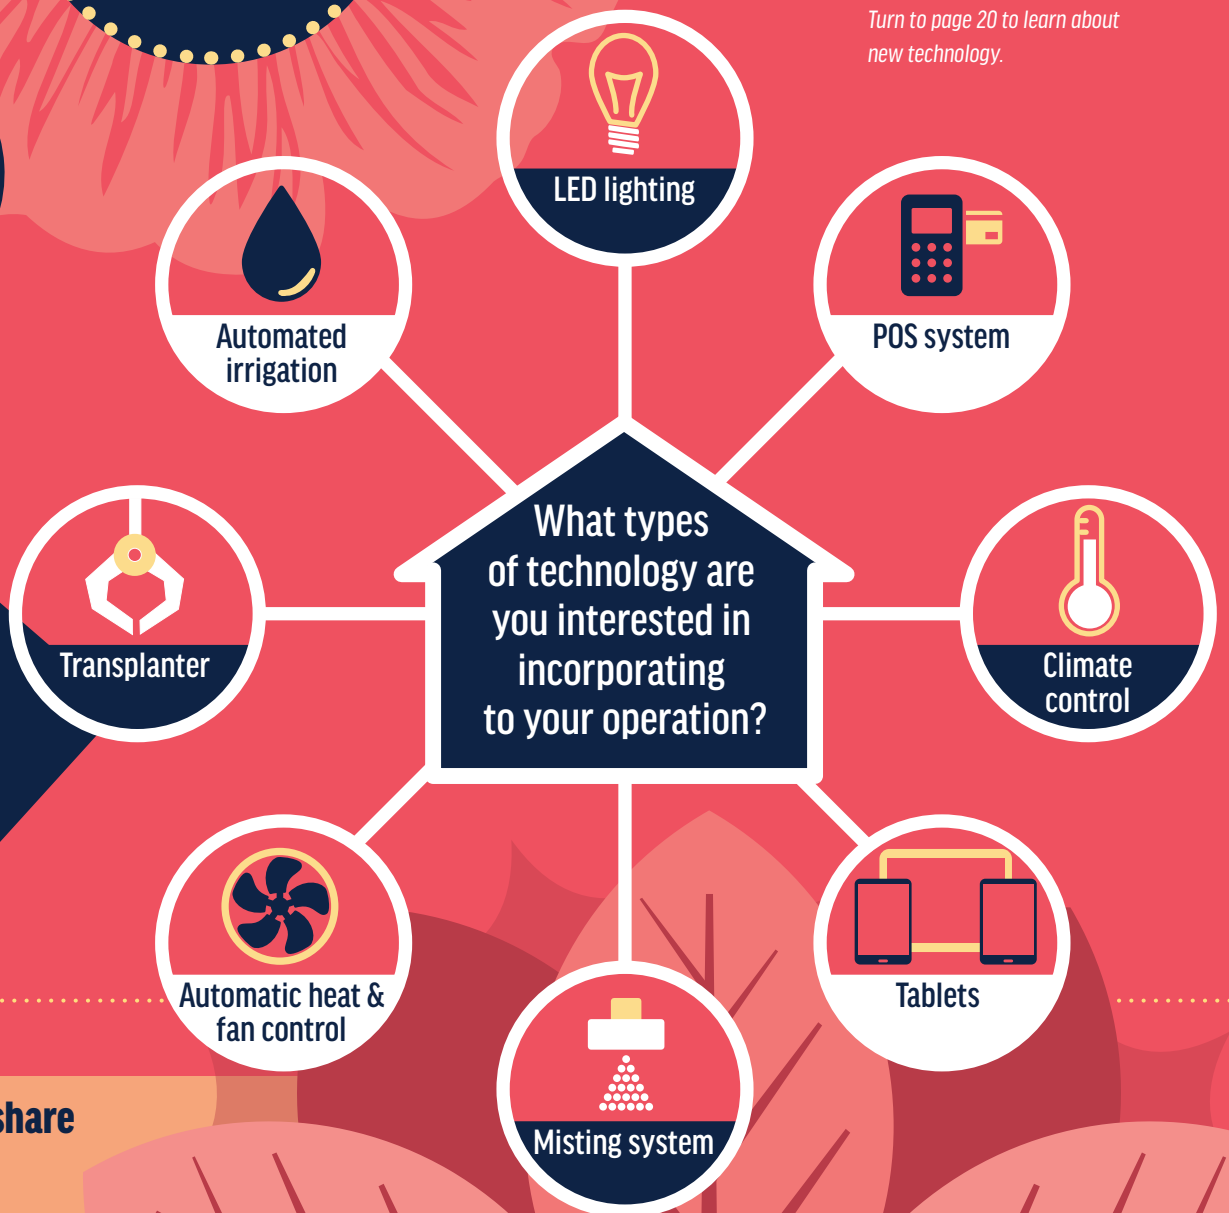 Turn to page 20 to learn about
new technology.
LED lighting
Automated
irrigation
POS system
What types
of technology are
you interested in
incorporating
to your operation?
Transplanter
Climate
control
Automatic heat &
fan control
Tablets
Misting system
share